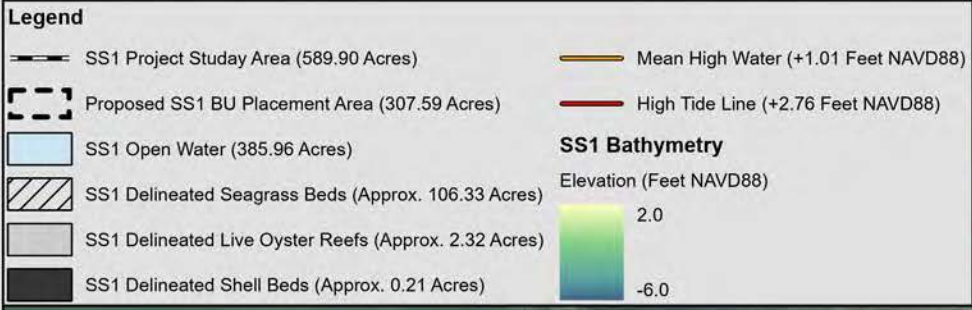 Legend
SS1 Project Studay Area (589.90 Acres)
Proposed SS1 BU Placement Area (307.59 Acres)
SS1 Open Water (385.96 Acres)
SS1 Delineated Seagrass Beds (Approx. 106.33 Acres)
SS1 Delineated Live Oyster Reefs (Approx. 2.32 Acres)
SS1 Delineated Shell Beds (Approx. 0.21 Acres)
Mean High Water (+1.01 Feet NAVD88)
High Tide Line (+2.76 Feet NAVD88)
SS1 Bathymetry
Elevation (Feet NAVD88)
2.0
-6.0